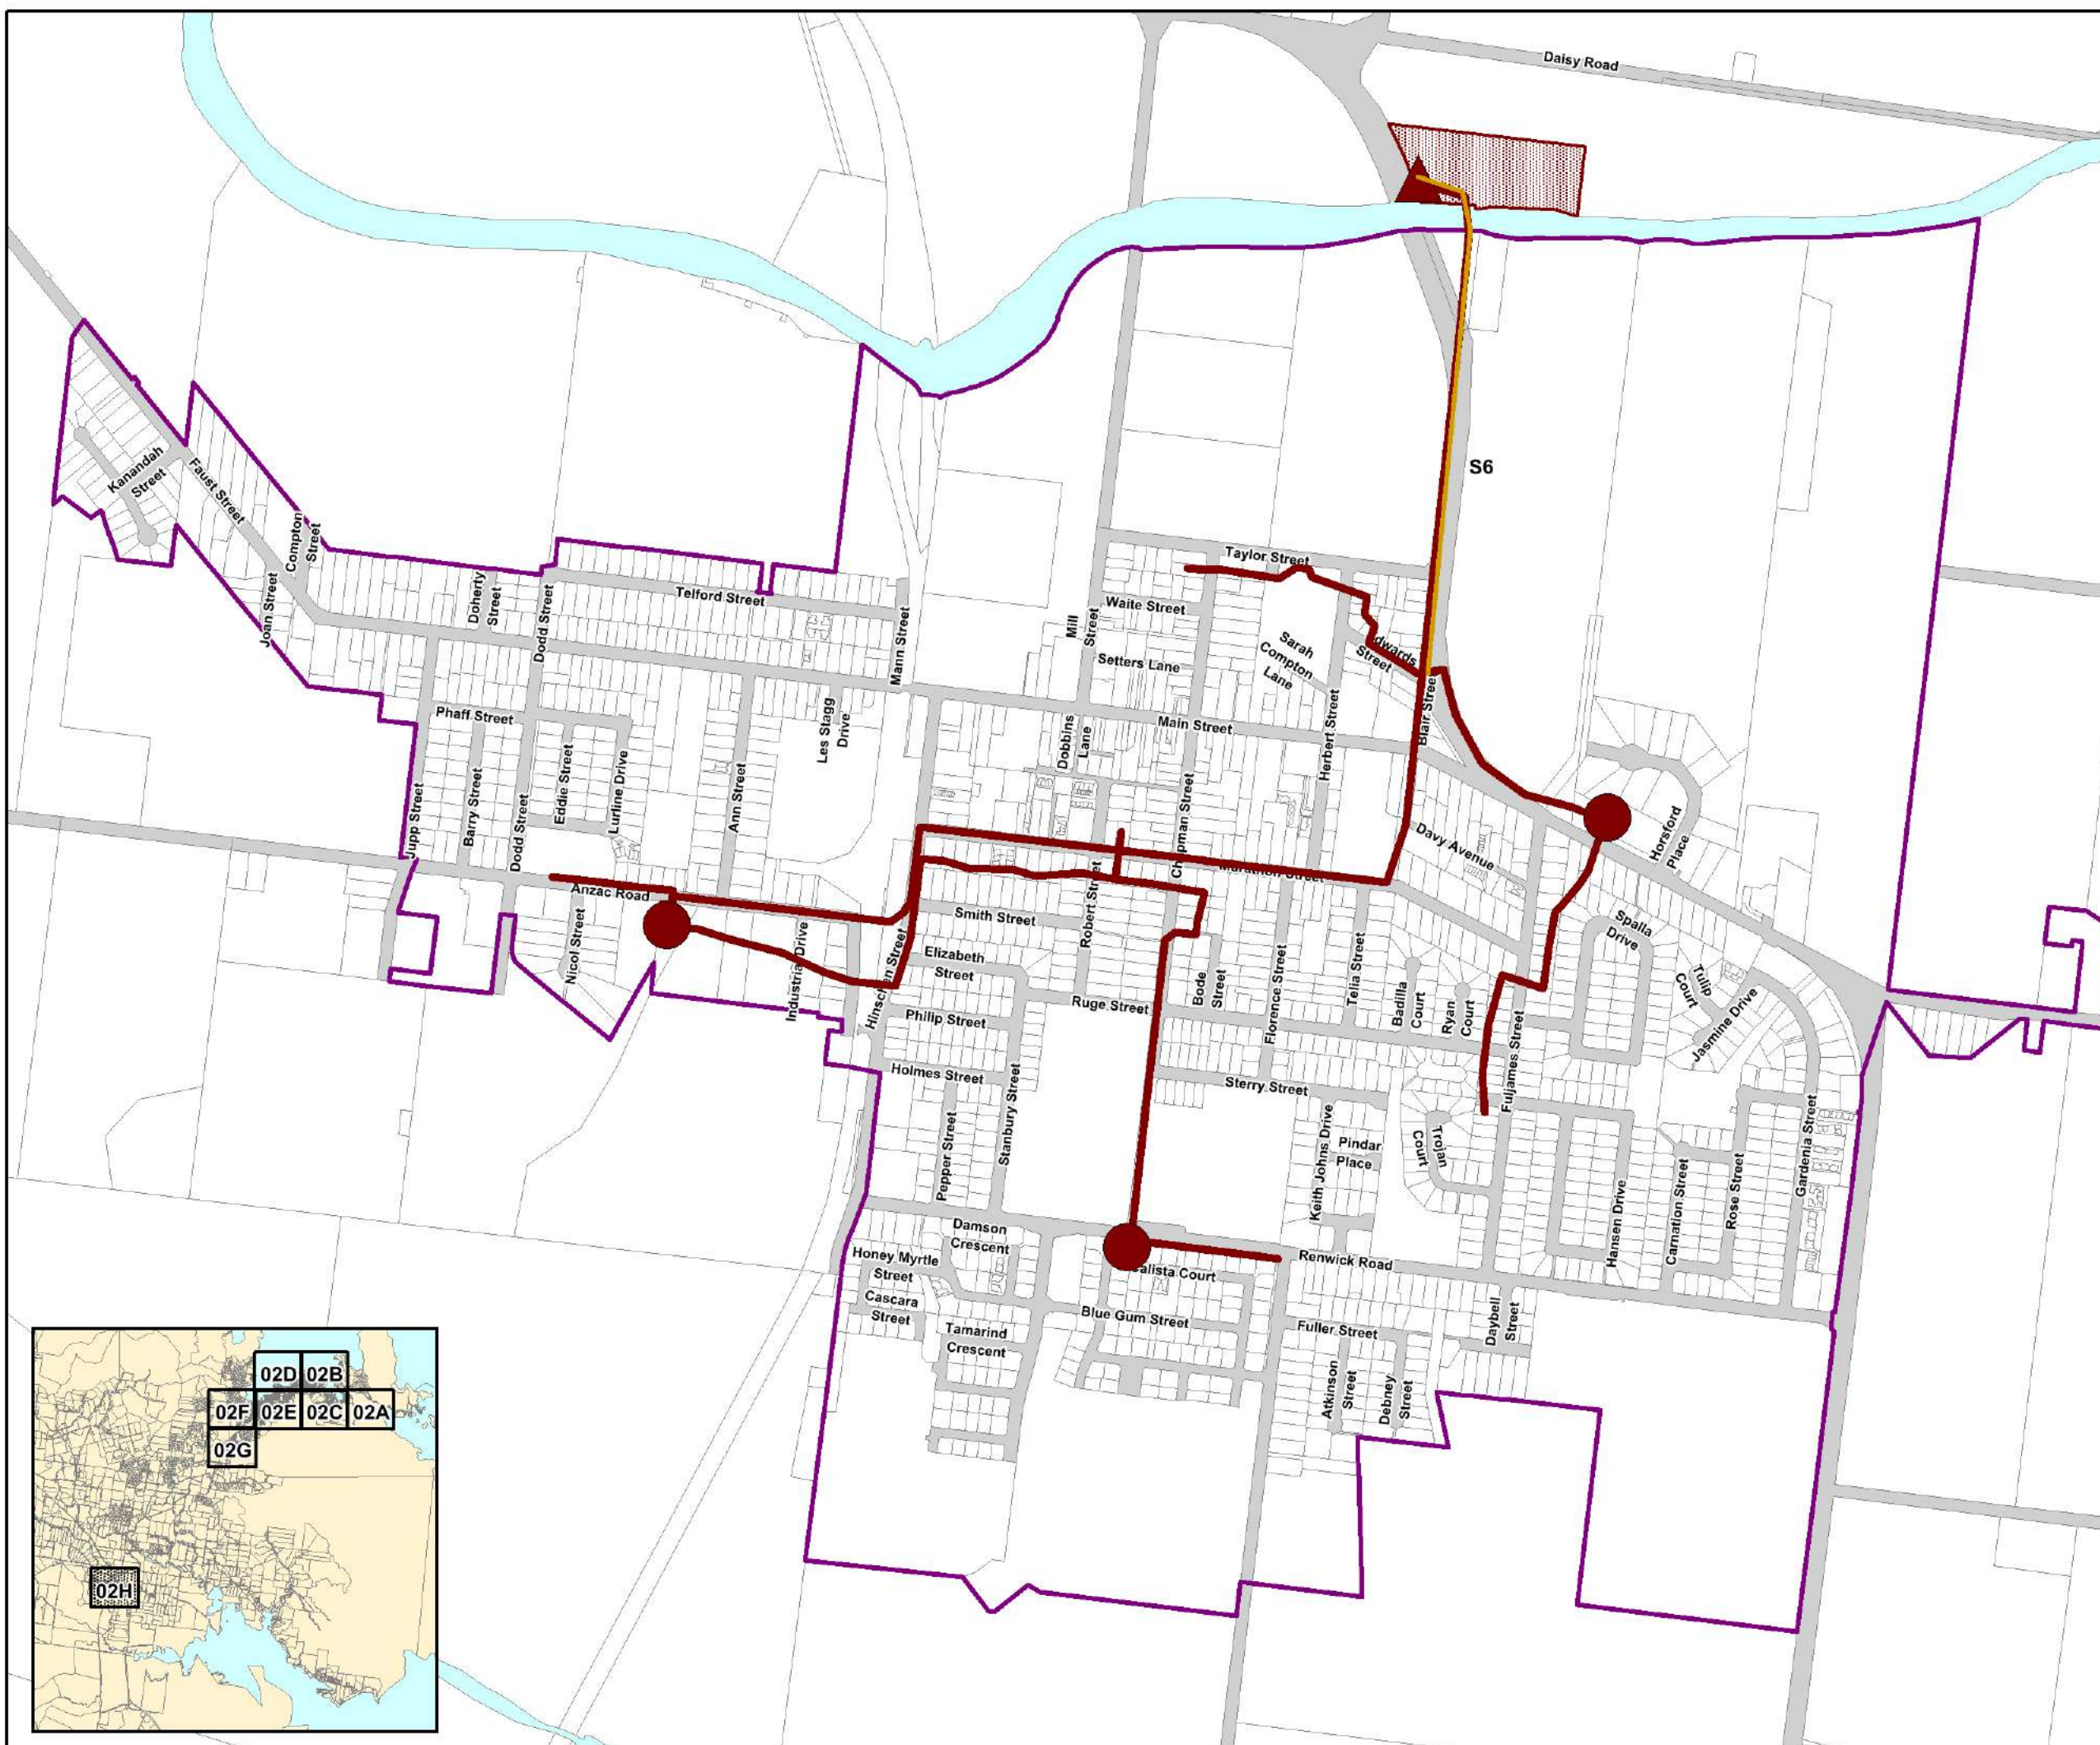 Daisy Road
S6
Kanandah
Street
Faust Street
Compton
Street
Joan Street
Doherty
Street
Dodd Street
Telford Street
Mann Street
Mill
Street
Taylor Street
Waite Street
Setters Lane
Sarah
Compton
Lane
dwards
Street
Herbert Street
Blair Street
Main Street
Phaff Street
Les Stagg
Drive
Dobbins
Lane
Jupp Street
Barry Street
Dodd Street
Eddie Street
Lurline Drive
Ann Street
Chapman Street
Marathon Street
Davy Avenue
Horsford
Place
Anzac Road
Nicol Street
Industrial Drive
Hinschen Street
Smith Street
Robert Street
Elizabeth
Street
Philip Street
Ruge Street
Bode
Street
Florence Street
Telia Street
Badilla
Court
Ryan
Court
Fuljames Street
Spalla
Drive
Tulip
Court
Jasmine Drive
Holmes Street
Pepper Street
Stanbury Street
Sterry Street
Keith Johns Drive
Pindar
Place
Trojan
Court
Hansen Drive
Carnation Street
Rose Street
Gardenia Street
Damson
Crescent
Honey Myrtle
Street
Cascara
Street
Tamarind
Crescent
alista Court
Blue Gum Street
Renwick Road
Fuller Street
Daybell
Street
Atkinson
Street
Debney
Street
02D
02B
02F
02E
02C
02A
02G
02H